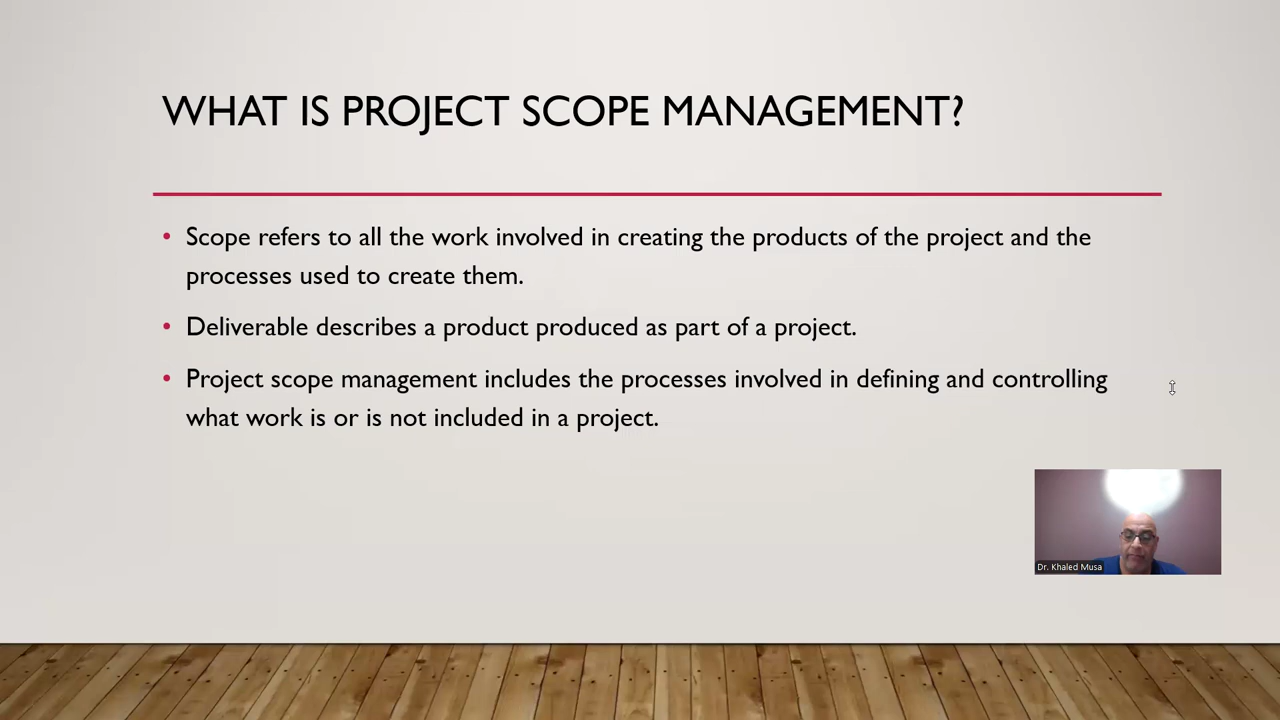 WHAT IS PROJECT SCOPE MANAGEMENT?
• Scope refers to all the work involved in creating the products of the project and the
processes used to create them.
• Deliverable describes a product produced as part of a project.
• Project scope management includes the processes involved in defining and controlling
what work is or is not included in a project.
Dr. Khaled Musa